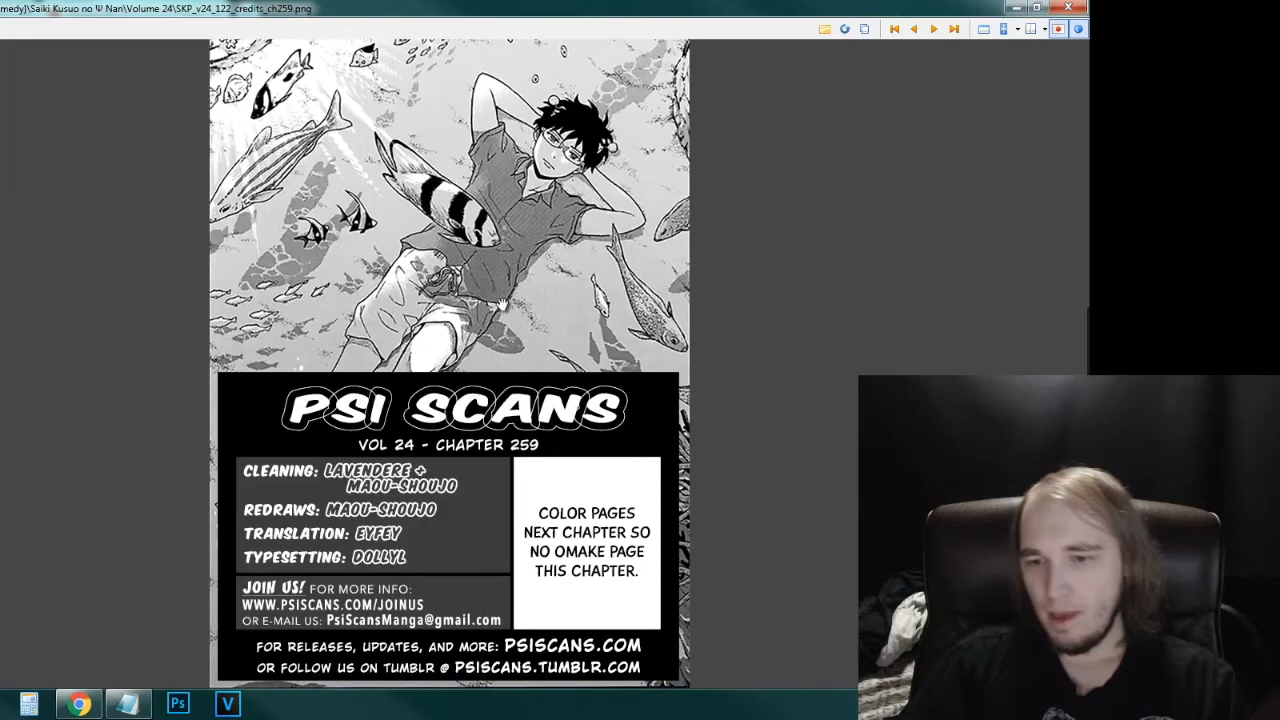 medy]\Saiki Kusuo no Ψ Nan\Volume 24\SKP_v24_122_credits_ch259.png
PSI SCANS
VOL 24 - CHAPTER 259
CLEANING: LAVENDERE +
MAOU-SHOUJO
REDRAWS: MAOU-SHOUJO
TRANSLATION: EYFEY
TYPESETTING: DOLLYL
COLOR PAGES
NEXT CHAPTER SO
NO OMAKE PAGE
THIS CHAPTER.
JOIN US! FOR MORE INFO:
WWW.PSISCANS.COM/JOINUS
OR E-MAIL US: PsiScansManga@gmail.com
FOR RELEASES, UPDATES, AND MORE: PSISCANS.COM
OR FOLLOW US ON TUMBLR @ PSISCANS.TUMBLR.COM
Ps
V